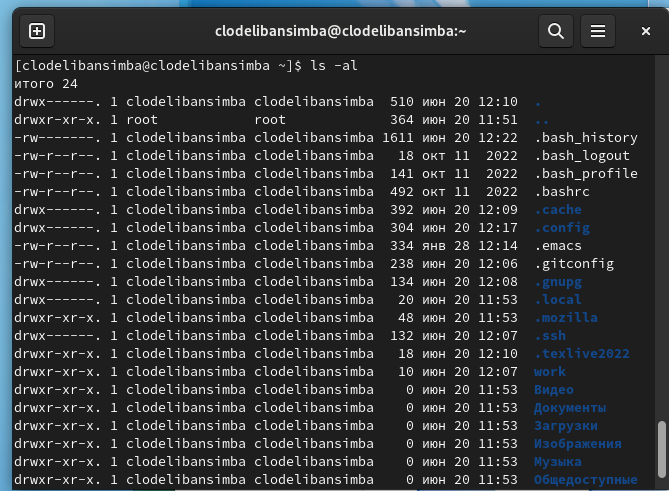 clodelibansimba@clodelibansimba:~
[clodelibansimba@clodelibansimba ~]$ ls -al
итого 24
drwx------. 1 clodelibansimba clodelibansimba  510 июн 20 12:10  .
drwxr-xr-x. 1 root            root             364 июн 20 11:51  ..
-rw-------. 1 clodelibansimba clodelibansimba 1611 июн 20 12:22  .bash_history
-rw-r--r--. 1 clodelibansimba clodelibansimba   18 окт 11  2022  .bash_logout
-rw-r--r--. 1 clodelibansimba clodelibansimba  141 окт 11  2022  .bash_profile
-rw-r--r--. 1 clodelibansimba clodelibansimba  492 окт 11  2022  .bashrc
drwx------. 1 clodelibansimba clodelibansimba  392 июн 20 12:09  .cache
drwx------. 1 clodelibansimba clodelibansimba  304 июн 20 12:17  .config
-rw-r--r--. 1 clodelibansimba clodelibansimba  334 янв 28 12:14  .emacs
-rw-r--r--. 1 clodelibansimba clodelibansimba  238 июн 20 12:06  .gitconfig
drwx------. 1 clodelibansimba clodelibansimba  134 июн 20 12:08  .gnupg
drwx------. 1 clodelibansimba clodelibansimba   20 июн 20 11:53  .local
drwxr-xr-x. 1 clodelibansimba clodelibansimba   48 июн 20 11:53  .mozilla
drwx------. 1 clodelibansimba clodelibansimba  132 июн 20 12:07  .ssh
drwxr-xr-x. 1 clodelibansimba clodelibansimba   18 июн 20 12:10  .texlive2022
drwxr-xr-x. 1 clodelibansimba clodelibansimba   10 июн 20 12:07  work
drwxr-xr-x. 1 clodelibansimba clodelibansimba    0 июн 20 11:53  Видео
drwxr-xr-x. 1 clodelibansimba clodelibansimba    0 июн 20 11:53  Документы
drwxr-xr-x. 1 clodelibansimba clodelibansimba    0 июн 20 11:53  Загрузки
drwxr-xr-x. 1 clodelibansimba clodelibansimba    0 июн 20 11:53  Изображения
drwxr-xr-x. 1 clodelibansimba clodelibansimba    0 июн 20 11:53  Музыка
drwxr-xr-x. 1 clodelibansimba clodelibansimba    0 июн 20 11:53  Общедоступные